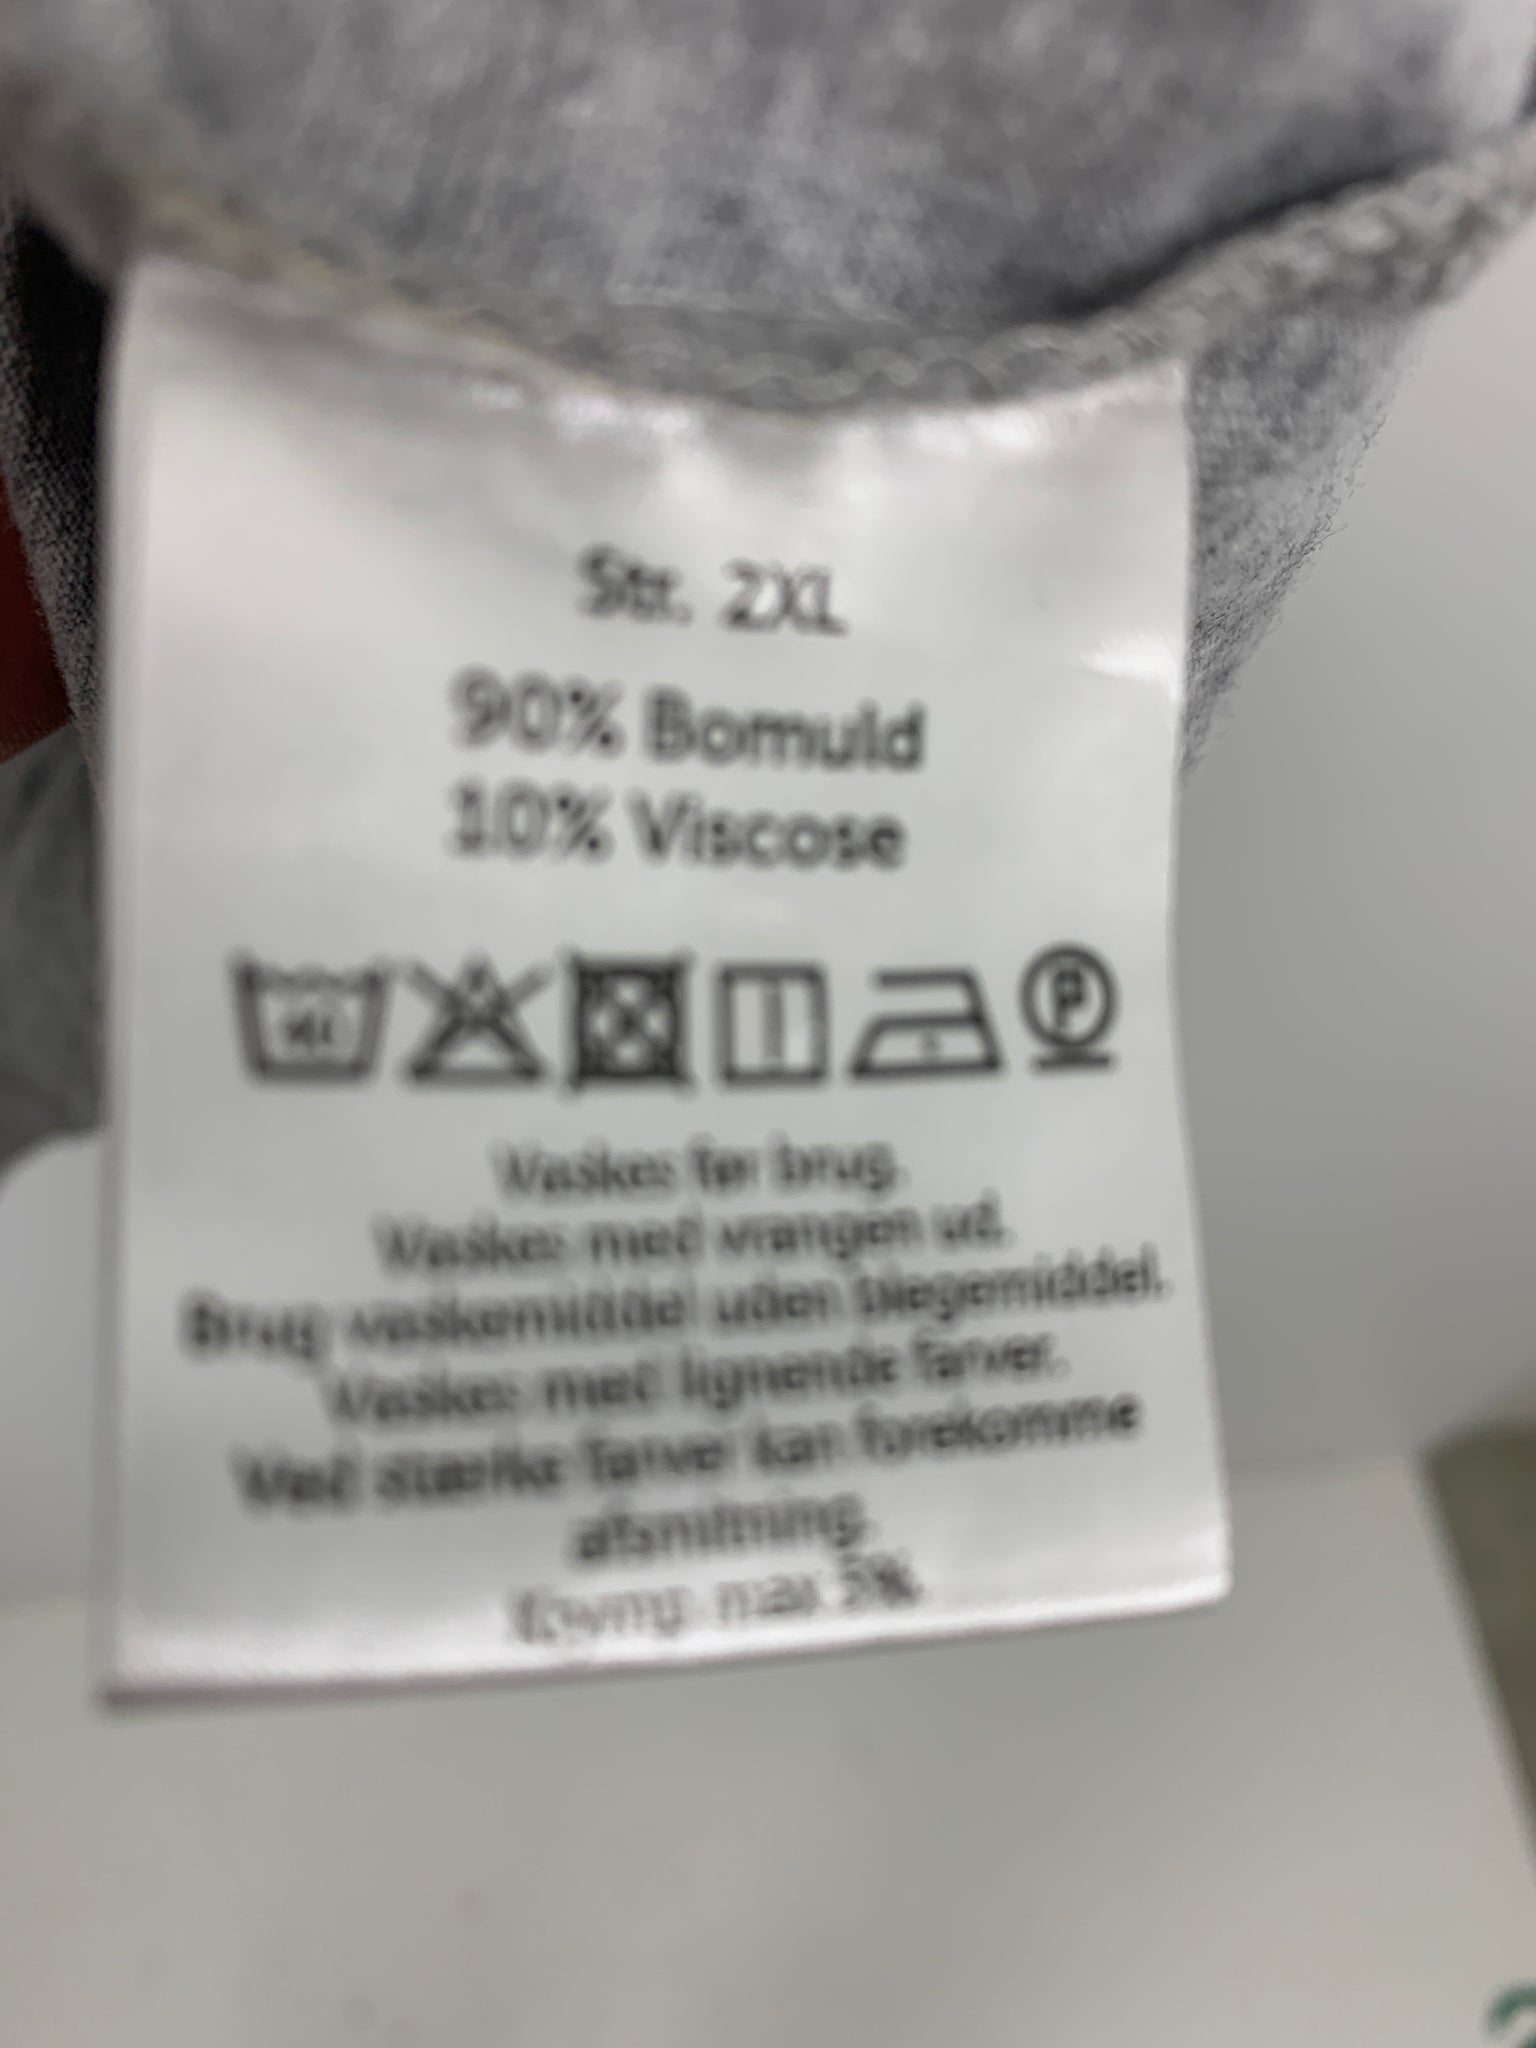 Str. 2XL
90% Bomuld
10% Viscose
P
Vaskes før brug.
Vaskes med vrangen ud.
Brug vaskemiddel uden blegemiddel.
Vaskes med lignende farver.
Ved stærke farver kan forekomme
afsmitning.
max 5%